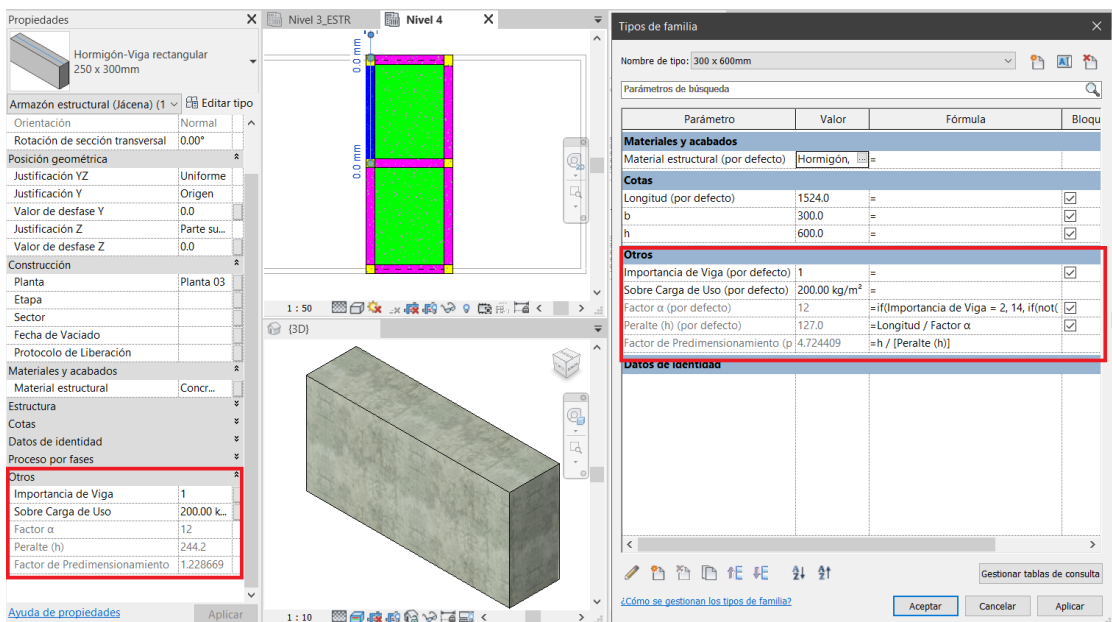 Propiedades
Hormigón-Viga rectangular
250 x 300mm
Armazón estructural (Jácena) (1
Editar tipo
Orientación Normal
Rotación de sección transversal 0.00°
Posición geométrica
Justificación YZ Uniforme
Justificación Y Origen
Valor de desfase Y 0.0
Justificación Z Parte su...
Valor de desfase Z 0.0
Construcción
Planta Planta 03
Etapa
Sector
Fecha de Vaciado
Protocolo de Liberación
Materiales y acabados
Material estructural Concr...
Estructura
Cotas
Datos de identidad
Proceso por fases
Otros
Importancia de Viga 1
Sobre Carga de Uso 200.00 k...
Factor α 12
Peralte (h) 244.2
Factor de Predimensionamiento 1.228669
Ayuda de propiedades
Aplicar
Nivel 3_ESTR
Nivel 4
0.0 mm
0.0 mm
1 : 50
{3D}
1 : 10
Tipos de familia
Nombre de tipo: 300 x 600mm
Parámetros de búsqueda
Parámetro Valor Fórmula Bloqu
Materiales y acabados
Material estructural (por defecto) Hormigón, ... =
Cotas
Longitud (por defecto) 1524.0 =
b 300.0 =
h 600.0 =
Otros
Importancia de Viga (por defecto) 1 =
Sobre Carga de Uso (por defecto) 200.00 kg/m² =
Factor α (por defecto) 12 =if(Importancia de Viga = 2, 14, if(not(
Peralte (h) (por defecto) 127.0 =Longitud / Factor α
Factor de Predimensionamiento (p 4.724409 =h / [Peralte (h)]
Datos de identidad
Gestionar tablas de consulta
¿Cómo se gestionan los tipos de familia?
Aceptar
Cancelar
Aplicar